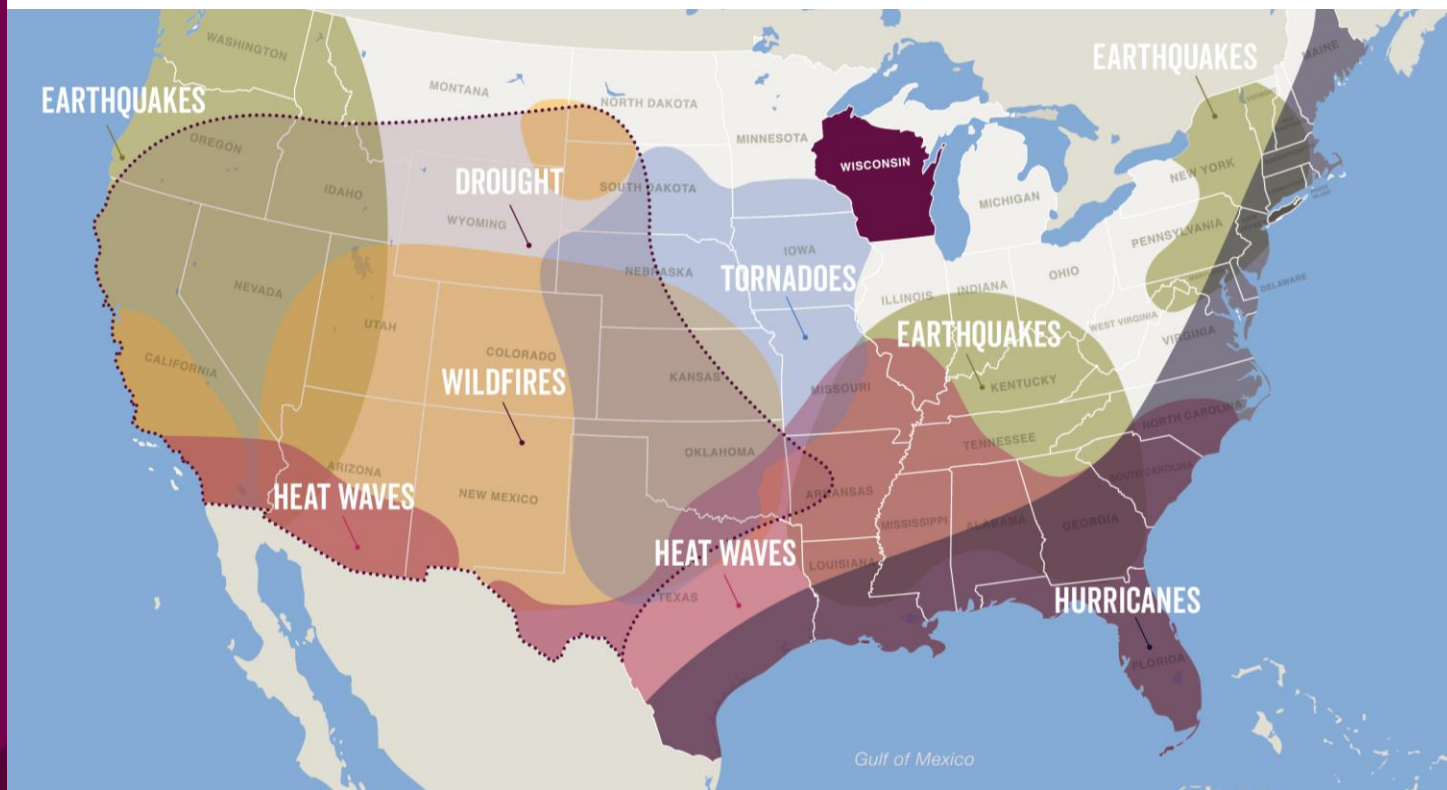 WASHINGTON
MAINE
EARTHQUAKES
EARTHQUAKES
MONTANA
NORTH DAKOTA
VERMONT
MINNESOTA
OREGON
WISCONSIN
NEW YORK
IDAHO
DROUGHT
SOUTH DAKOTA
MICHIGAN
WYOMING
PENNSYLVANIA
IOWA
NEBRASKA
TORNADOES
OHIO
NEVADA
ILLINOIS
INDIANA
DELAWARE
UTAH
WEST VIRGINIA
VIRGINIA
EARTHQUAKES
COLORADO
CALIFORNIA
WILDFIRES
KANSAS
MISSOURI
KENTUCKY
NORTH CAROLINA
TENNESSEE
OKLAHOMA
ARIZONA
SOUTH CAROLINA
NEW MEXICO
ARKANSAS
HEAT WAVES
MISSISSIPPI
ALABAMA
GEORGIA
HEAT WAVES
LOUISIANA
TEXAS
HURRICANES
FLORIDA
Gulf of Mexico